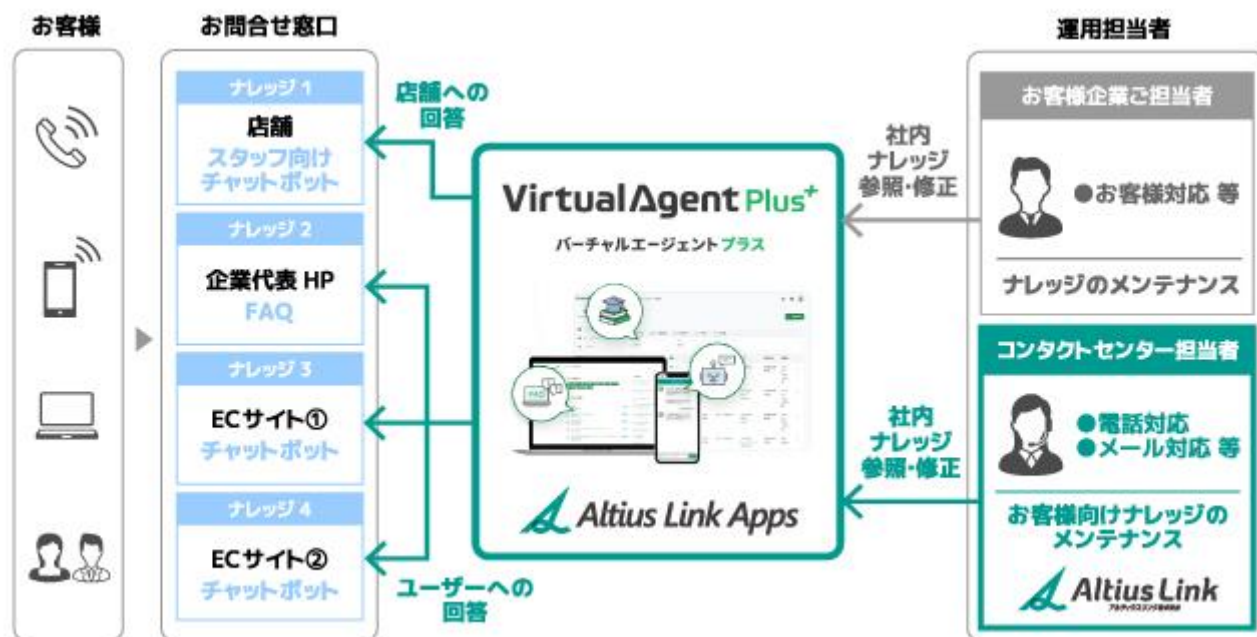 お客様
お問合せ窓口
運用担当者
ナレッジ 1
店舗
スタッフ向け
チャットボット
ナレッジ 2
企業代表 HP
FAQ
ナレッジ 3
ECサイト①
チャットボット
ナレッジ 4
ECサイト②
チャットボット
店舗への
回答
ユーザーへの
回答
VirtualAgent Plus+
バーチャルエージェント プラス
FAQ
Altius Link Apps
社内
ナレッジ
参照・修正
社内
ナレッジ
参照・修正
お客様企業ご担当者
●お客様対応 等
ナレッジのメンテナンス
コンタクトセンター担当者
●電話対応
●メール対応 等
お客様向けナレッジの
メンテナンス
Altius Link